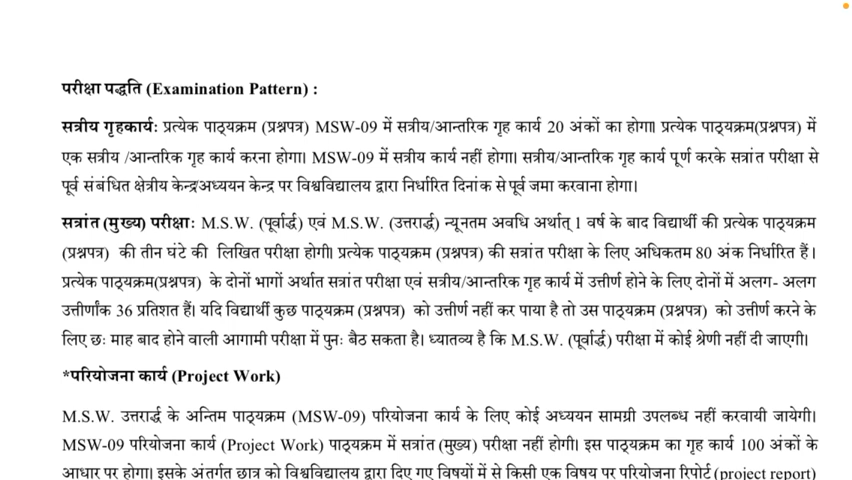 परीक्षा पद्धति (Examination Pattern) :
सत्रीय गृहकार्य: प्रत्येक पाठ्यक्रम (प्रश्नपत्र) MSW-09 में सत्रीय/आन्तरिक गृह कार्य 20 अंकों का होगा। प्रत्येक पाठ्यक्रम(प्रश्नपत्र) में
एक सत्रीय /आन्तरिक गृह कार्य करना होगा। MSW-09 में सत्रीय कार्य नहीं होगा। सत्रीय/आन्तरिक गृह कार्य पूर्ण करके सत्रांत परीक्षा से
पूर्व संबंधित क्षेत्रीय केन्द्र/अध्ययन केन्द्र पर विश्वविद्यालय द्वारा निर्धारित दिनांक से पूर्व जमा करवाना होगा।
सत्रांत (मुख्य) परीक्षा: M.S.W. (पूर्वार्द्ध) एवं M.S.W. (उत्तरार्द्ध) न्यूनतम अवधि अर्थात् 1 वर्ष के बाद विद्यार्थी की प्रत्येक पाठ्यक्रम
(प्रश्नपत्र) की तीन घंटे की लिखित परीक्षा होगी। प्रत्येक पाठ्यक्रम (प्रश्नपत्र) की सत्रांत परीक्षा के लिए अधिकतम 80 अंक निर्धारित हैं।
प्रत्येक पाठ्यक्रम(प्रश्नपत्र) के दोनों भागों अर्थात सत्रांत परीक्षा एवं सत्रीय/आन्तरिक गृह कार्य में उत्तीर्ण होने के लिए दोनों में अलग- अलग
उत्तीर्णांक 36 प्रतिशत हैं। यदि विद्यार्थी कुछ पाठ्यक्रम (प्रश्नपत्र) को उत्तीर्ण नहीं कर पाया है तो उस पाठ्यक्रम (प्रश्नपत्र) को उत्तीर्ण करने के
लिए छः माह बाद होने वाली आगामी परीक्षा में पुनः बैठ सकता है। ध्यातव्य है कि M.S.W. (पूर्वार्द्ध) परीक्षा में कोई श्रेणी नहीं दी जाएगी।
*परियोजना कार्य (Project Work)
M.S.W. उत्तरार्द्ध के अन्तिम पाठ्यक्रम (MSW-09) परियोजना कार्य के लिए कोई अध्ययन सामग्री उपलब्ध नहीं करवायी जायेगी।
MSW-09 परियोजना कार्य (Project Work) पाठ्यक्रम में सत्रांत (मुख्य) परीक्षा नहीं होगी। इस पाठ्यक्रम का गृह कार्य 100 अंकों के
आधार पर होगा। इसके अंतर्गत छात्र को विश्वविद्यालय द्वारा दिए गए विषयों में से किसी एक विषय पर परियोजना रिपोर्ट (project report)